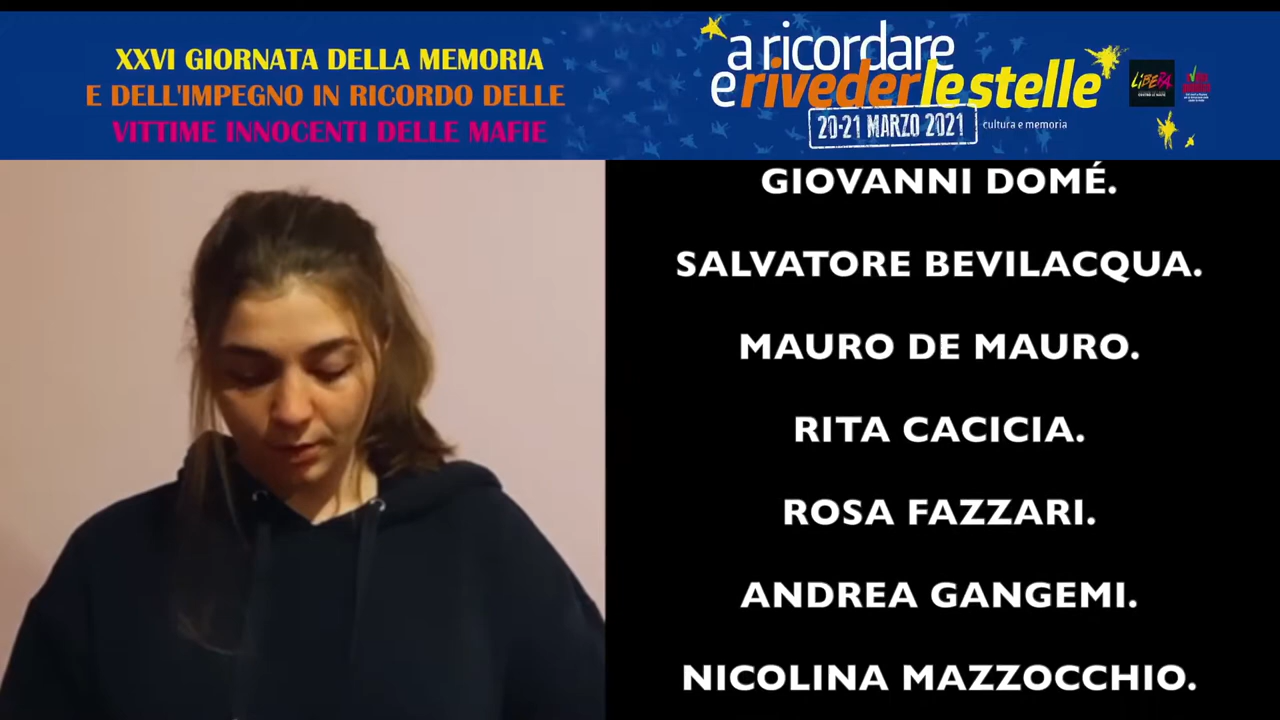 XXVI GIORNATA DELLA MEMORIA
E DELL'IMPEGNO IN RICORDO DELLE
VITTIME INNOCENTI DELLE MAFIE
a ricordare
e riveder le stelle
20-21 MARZO 2021
cultura e memoria
LIBERA
GIOVANNI DOMÉ.
SALVATORE BEVILACQUA.
MAURO DE MAURO.
RITA CACICIA.
ROSA FAZZARI.
ANDREA GANGEMI.
NICOLINA MAZZOCCHIO.